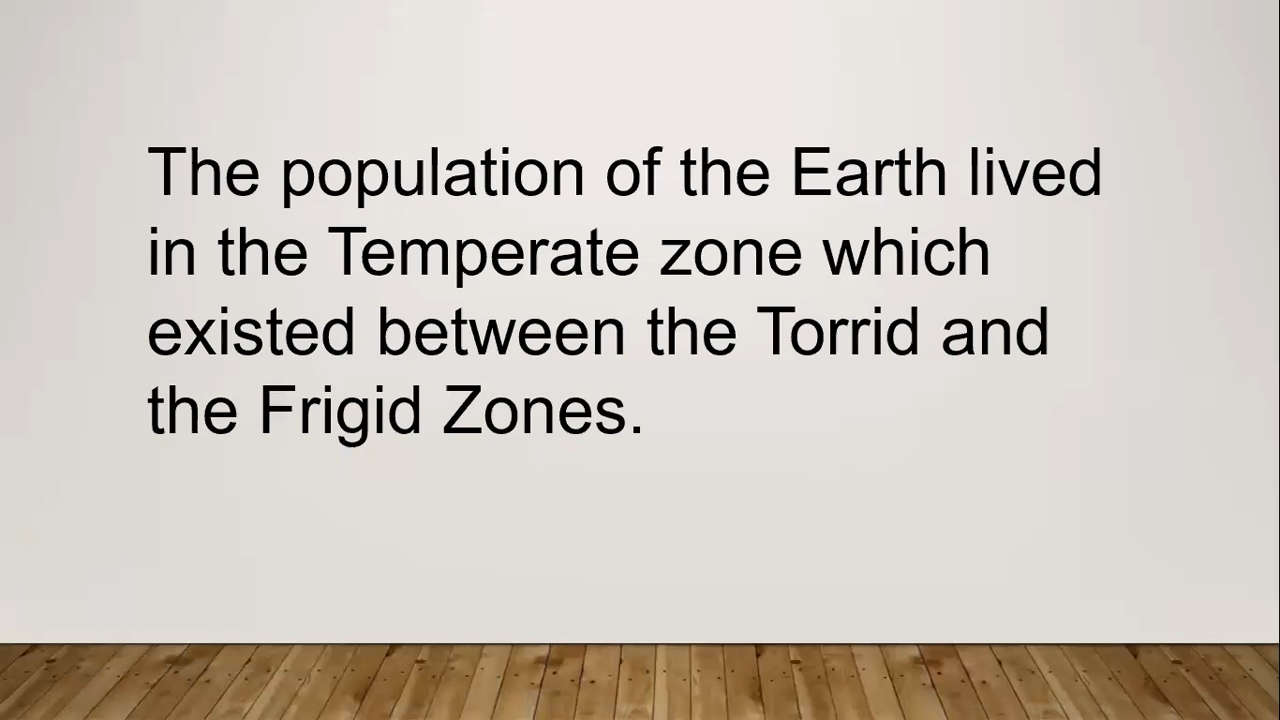 The population of the Earth lived
in the Temperate zone which
existed between the Torrid and
the Frigid Zones.